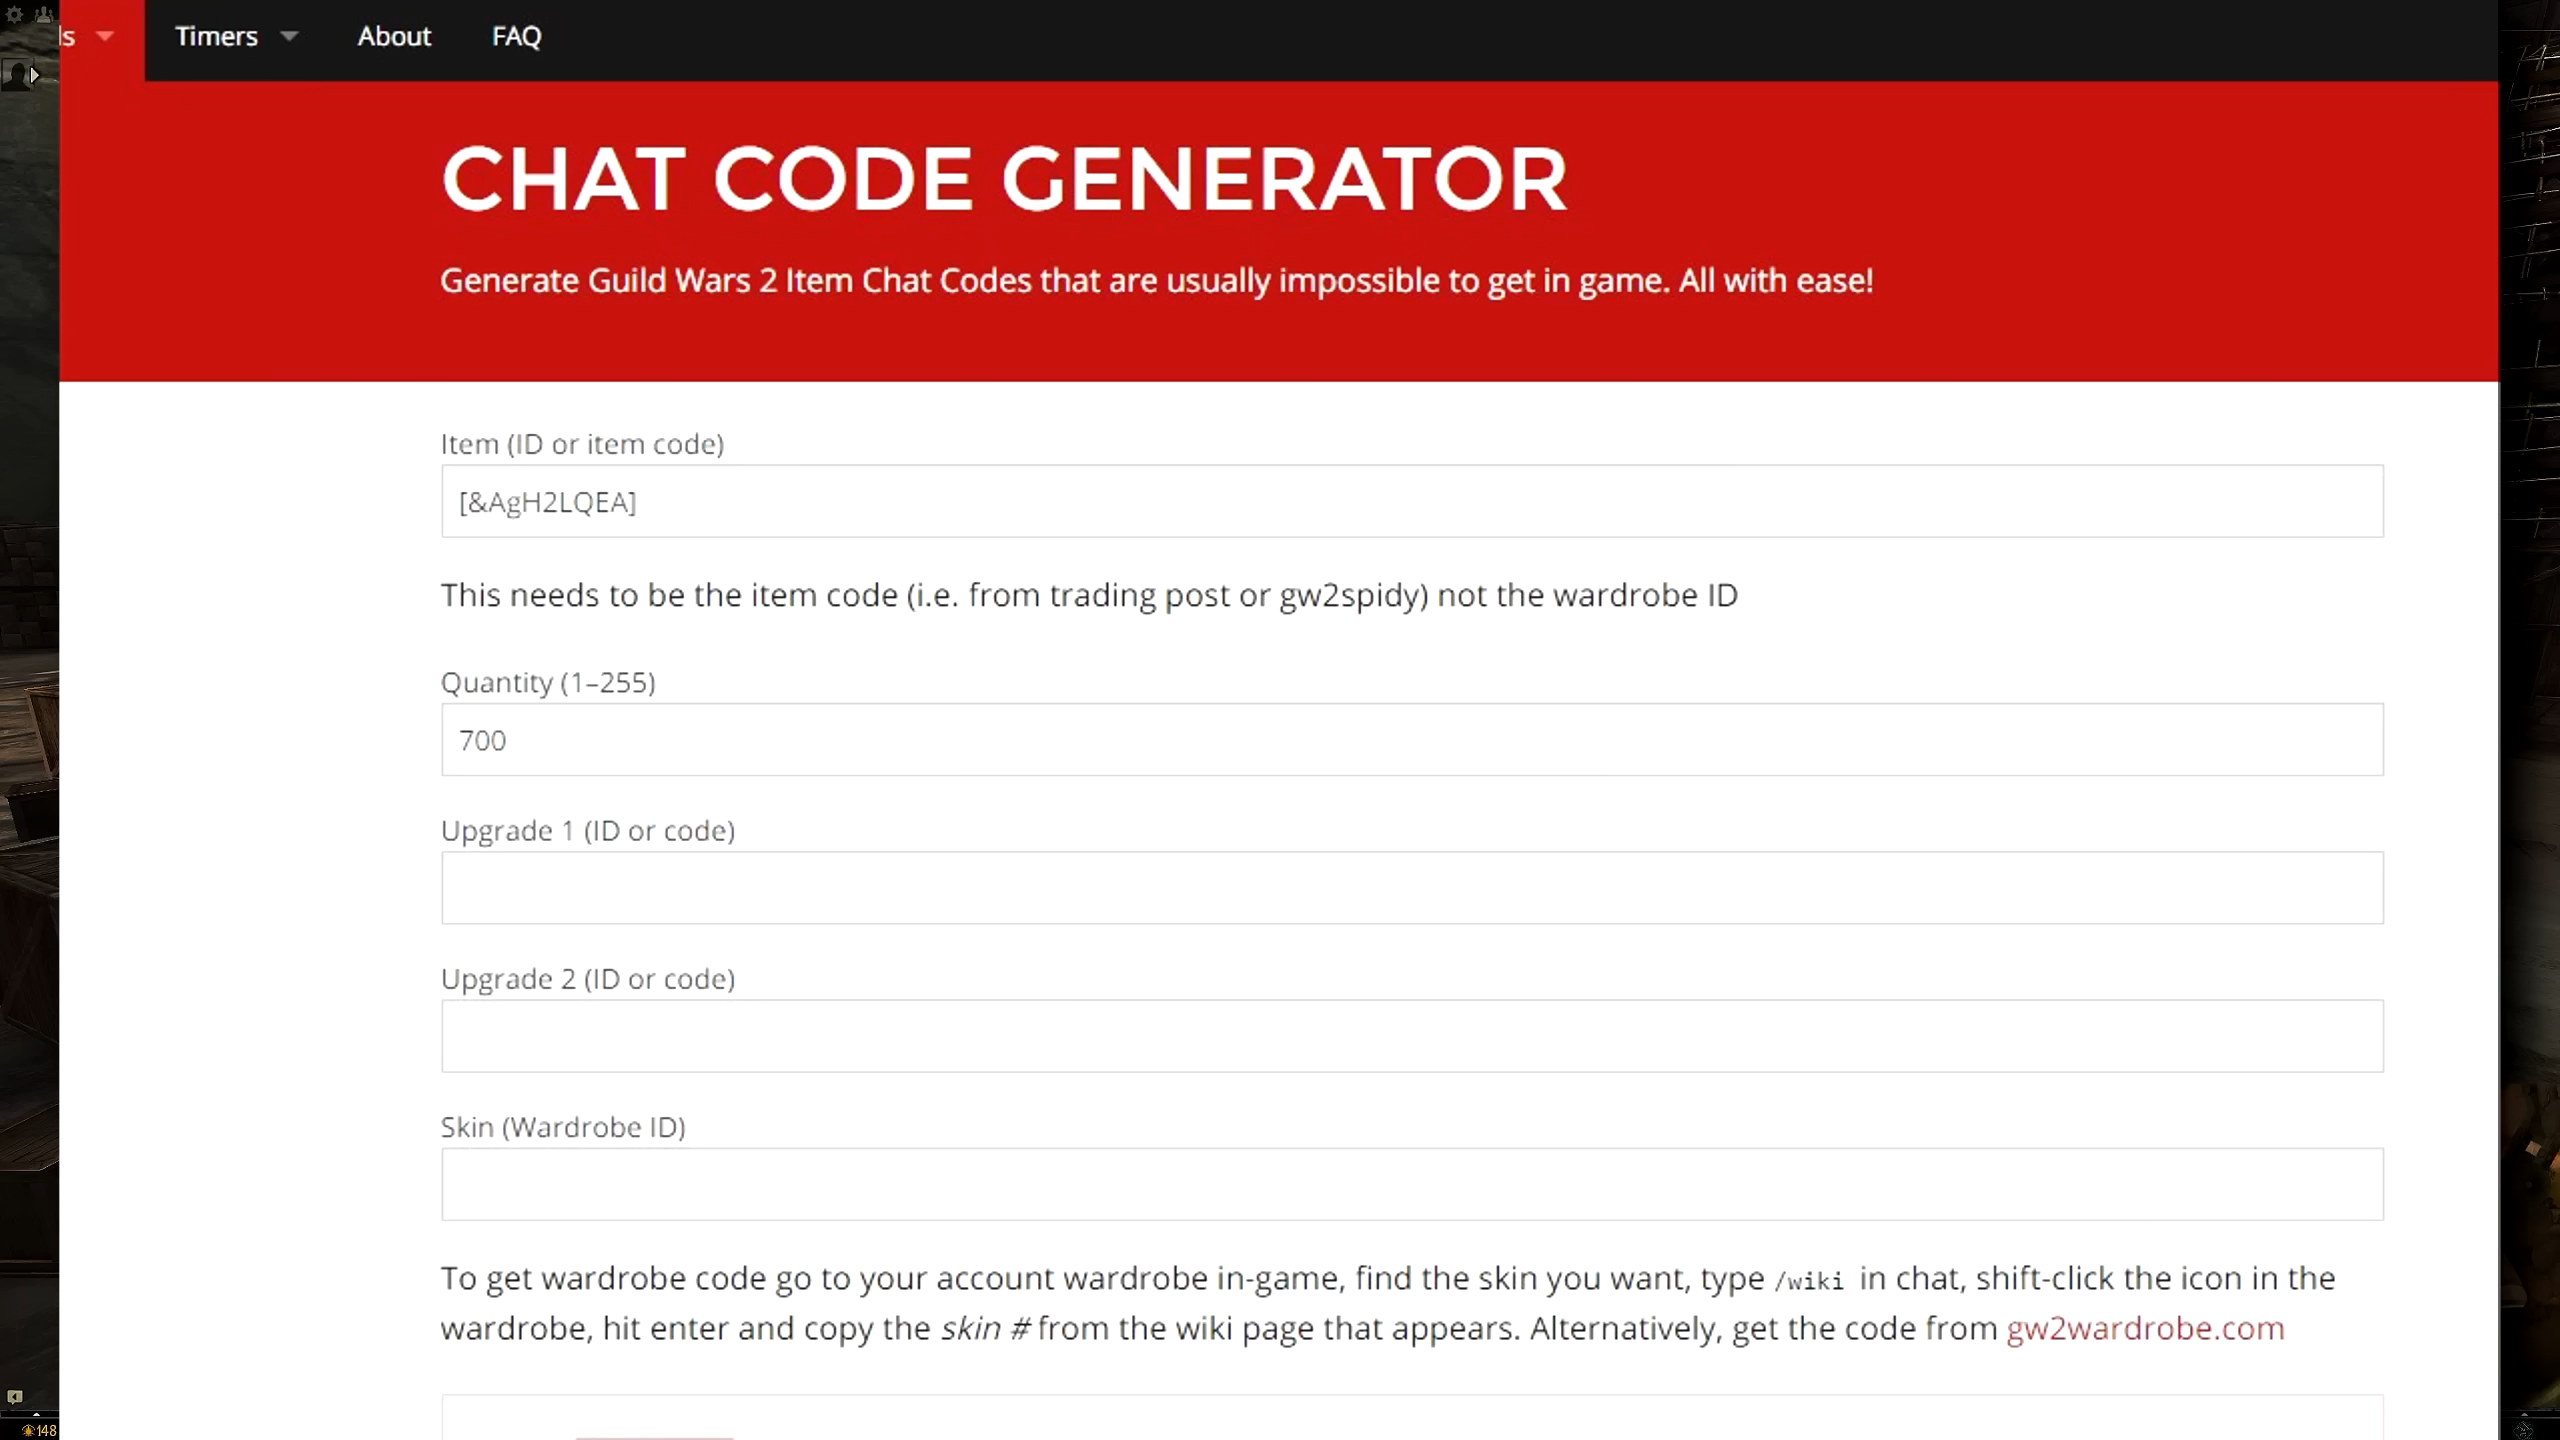 ls
Timers
About
FAQ
CHAT CODE GENERATOR
Generate Guild Wars 2 Item Chat Codes that are usually impossible to get in game. All with ease!
Item (ID or item code)
[&AgH2LQEA]
This needs to be the item code (i.e. from trading post or gw2spidy) not the wardrobe ID
Quantity (1–255)
700
Upgrade 1 (ID or code)
Upgrade 2 (ID or code)
Skin (Wardrobe ID)
To get wardrobe code go to your account wardrobe in-game, find the skin you want, type /wiki in chat, shift-click the icon in the
wardrobe, hit enter and copy the skin # from the wiki page that appears. Alternatively, get the code from gw2wardrobe.com
148